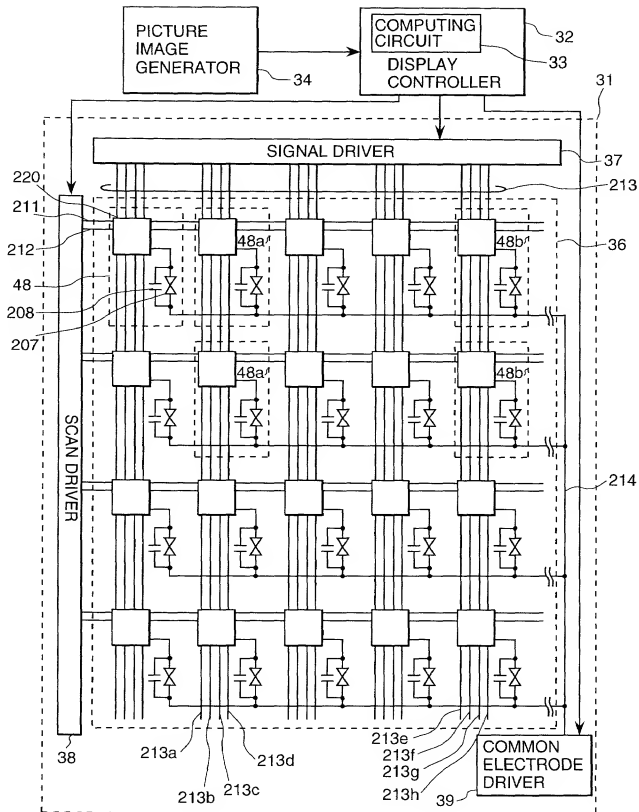 PICTURE
IMAGE
GENERATOR
34
COMPUTING
CIRCUIT
33
DISPLAY
CONTROLLER
32
31
SIGNAL DRIVER
37
213
220
211
212
48
208
207
48a
48b
36
48a
48b
SCAN DRIVER
214
38
213a
213b
213c
213d
213e
213f
213g
213h
COMMON
ELECTRODE
DRIVER
39